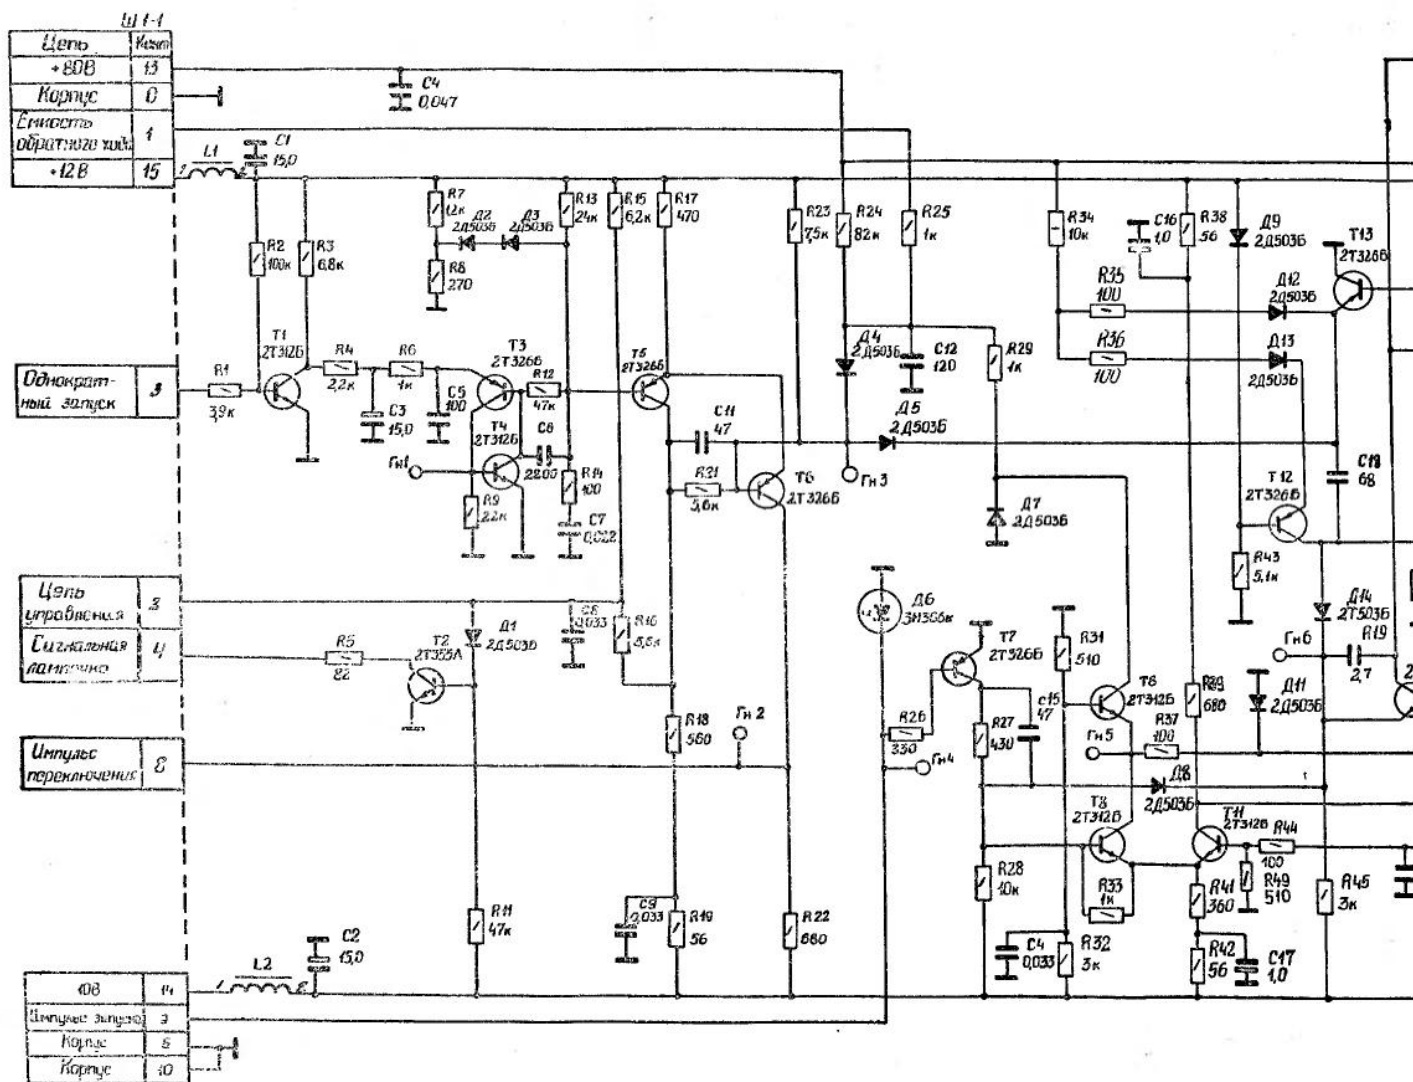 Ш1-1
Цепь Конт
+80В 13
Корпус 0
Емкость
обратного хода 1
+12В 15
L1
C1
15,0
C4
0,047
R2
100к
R3
6,8к
R7
1,2к
Д2
2Д503Б
Д3
2Д503Б
R8
270
R13
24к
R15
6,2к
R17
470
R23
7,5к
R24
82к
R25
1к
R34
10к
C16
1,0
R38
56
Д9
2Д503Б
T13
2Т326Б
R35
100
Д12
2Д503Б
R36
100
Д13
2Д503Б
Однократ-
ный запуск 3
R1
3,9к
T1
2Т312Б
R4
2,2к
R6
1к
C3
15,0
C5
100
T3
2Т326Б
R12
47к
T4
2Т312Б
C6
2200
Гн1
R9
22к
R14
100
C7
0,022
T5
2Т326Б
C11
47
R21
5,6к
T6
2Т326Б
Д4
2Д503Б
C12
120
R29
1к
Д5
2Д503Б
Гн3
Д7
2Д503Б
T12
2Т326Б
C18
68
R43
5,1к
Цепь
управления 2
Сигнальная
лампочка 4
R5
82
T2
2Т355А
Д1
2Д503Б
C8
0,033
R16
5,6к
Д6
3И306к
T7
2Т326Б
R31
510
Д14
2Т503Б
Гн6
R19
2,7
R18
560
Гн2
R26
330
R27
430
C15
47
T8
2Т312Б
Гн5
R37
100
R39
680
Д11
2Д503Б
Импульс
переключения 8
Гн4
Д8
2Д503Б
T8
2Т312Б
T11
2Т312Б
R44
100
R28
10к
R33
1к
R41
360
R49
510
R45
3к
R11
47к
C9
0,033
R19
56
R22
680
C4
0,033
R32
3к
R42
56
C17
1,0
C2
15,0
L2
10В 14
Импульс запуска 9
Корпус 6
Корпус 10